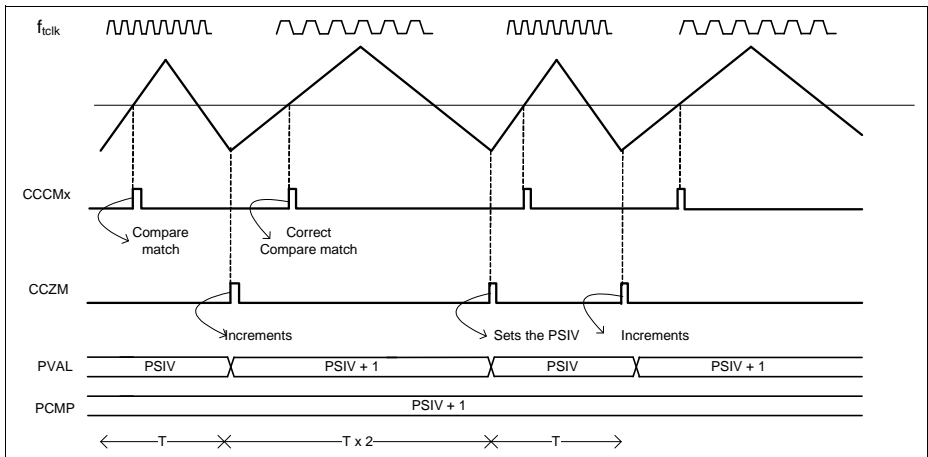 f_tclk
CCCMx
Compare
match
Correct
Compare match
CCZM
Increments
Sets the PSIV
Increments
PVAL
PSIV
PSIV + 1
PSIV
PSIV + 1
PCMP
PSIV + 1
T
T x 2
T